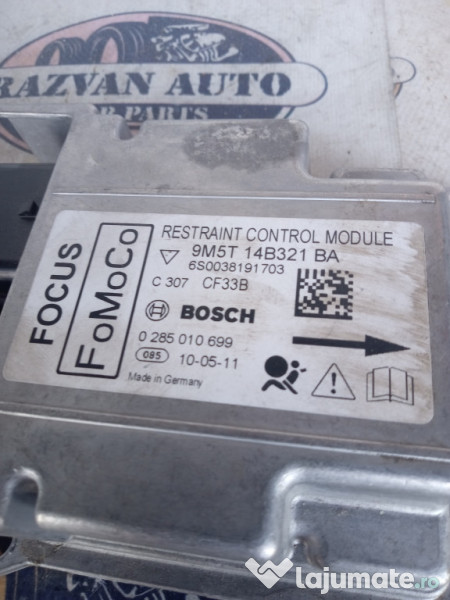 RAZVAN AUTO
PARTS
FOCUS
FoMoCo
RESTRAINT CONTROL MODULE
9M5T 14B321 BA
6S0038191703
C 307 CF33B
BOSCH
0 285 010 699
085 10-05-11
Made in Germany
lajumate.ro